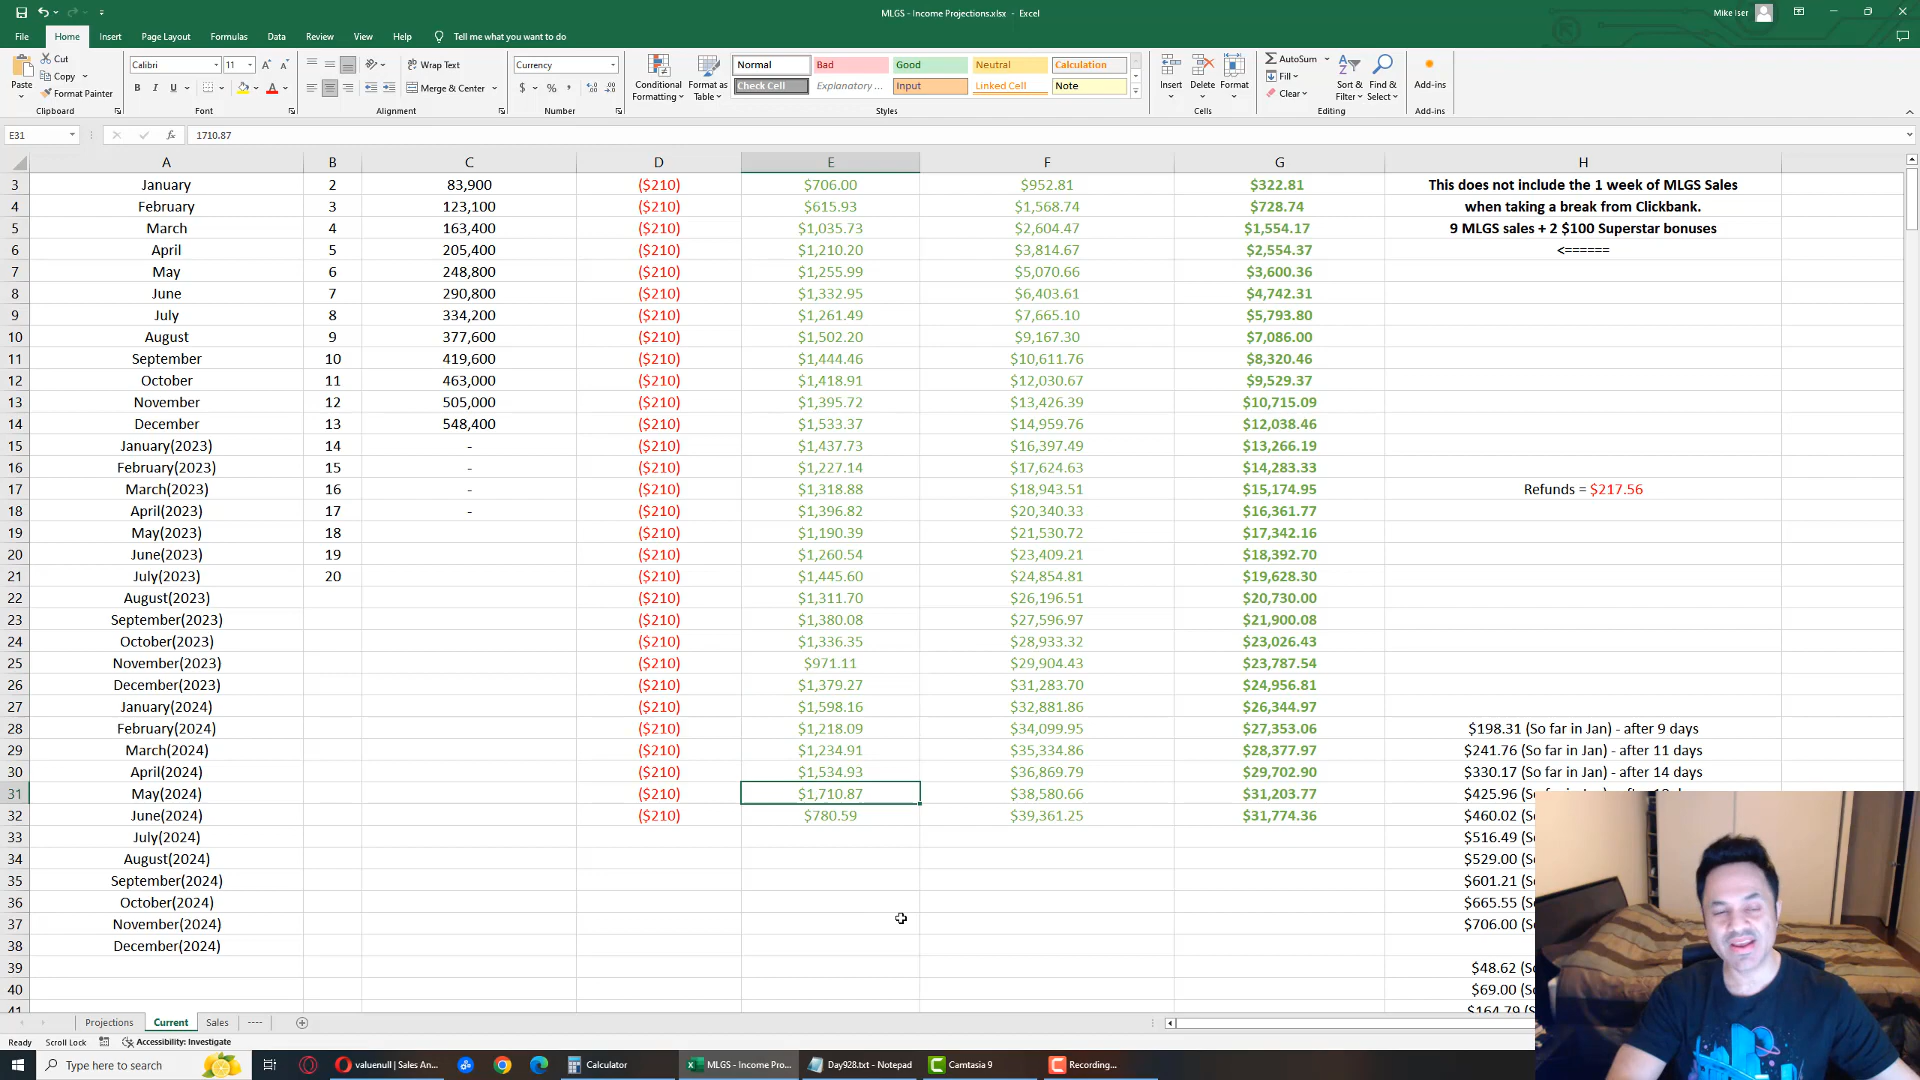 MLGS - Income Projections.xlsx - Excel
Mike Iser
File Home Insert Page Layout Formulas Data Review View Help Tell me what you want to do
Paste
Cut
Copy
Format Painter
Clipboard
Calibri 11
B I U
Font
Wrap Text
Merge & Center
Alignment
Currency
$ % ,
Number
Conditional Formatting
Format as Table
Normal Bad Good Neutral Calculation
Check Cell Explanatory ... Input Linked Cell Note
Styles
Insert Delete Format
Cells
AutoSum
Fill
Clear
Sort & Filter
Find & Select
Editing
Add-ins
Add-ins
E31 fx 1710.87
A B C D E F G H
3 January 2 83,900 ($210) $706.00 $952.81 $322.81 This does not include the 1 week of MLGS Sales
4 February 3 123,100 ($210) $615.93 $1,568.74 $728.74 when taking a break from Clickbank.
5 March 4 163,400 ($210) $1,035.73 $2,604.47 $1,554.17 9 MLGS sales + 2 $100 Superstar bonuses
6 April 5 205,400 ($210) $1,210.20 $3,814.67 $2,554.37 <======
7 May 6 248,800 ($210) $1,255.99 $5,070.66 $3,600.36
8 June 7 290,800 ($210) $1,332.95 $6,403.61 $4,742.31
9 July 8 334,200 ($210) $1,261.49 $7,665.10 $5,793.80
10 August 9 377,600 ($210) $1,502.20 $9,167.30 $7,086.00
11 September 10 419,600 ($210) $1,444.46 $10,611.76 $8,320.46
12 October 11 463,000 ($210) $1,418.91 $12,030.67 $9,529.37
13 November 12 505,000 ($210) $1,395.72 $13,426.39 $10,715.09
14 December 13 548,400 ($210) $1,533.37 $14,959.76 $12,038.46
15 January(2023) 14 - ($210) $1,437.73 $16,397.49 $13,266.19
16 February(2023) 15 - ($210) $1,227.14 $17,624.63 $14,283.33
17 March(2023) 16 - ($210) $1,318.88 $18,943.51 $15,174.95 Refunds = $217.56
18 April(2023) 17 - ($210) $1,396.82 $20,340.33 $16,361.77
19 May(2023) 18 ($210) $1,190.39 $21,530.72 $17,342.16
20 June(2023) 19 ($210) $1,260.54 $23,409.21 $18,392.70
21 July(2023) 20 ($210) $1,445.60 $24,854.81 $19,628.30
22 August(2023) ($210) $1,311.70 $26,196.51 $20,730.00
23 September(2023) ($210) $1,380.08 $27,596.97 $21,900.08
24 October(2023) ($210) $1,336.35 $28,933.32 $23,026.43
25 November(2023) ($210) $971.11 $29,904.43 $23,787.54
26 December(2023) ($210) $1,379.27 $31,283.70 $24,956.81
27 January(2024) ($210) $1,598.16 $32,881.86 $26,344.97
28 February(2024) ($210) $1,218.09 $34,099.95 $27,353.06 $198.31 (So far in Jan) - after 9 days
29 March(2024) ($210) $1,234.91 $35,334.86 $28,377.97 $241.76 (So far in Jan) - after 11 days
30 April(2024) ($210) $1,534.93 $36,869.79 $29,702.90 $330.17 (So far in Jan) - after 14 days
31 May(2024) ($210) $1,710.87 $38,580.66 $31,203.77 $425.96
32 June(2024) ($210) $780.59 $39,361.25 $31,774.36 $460.02
33 July(2024) $516.49
34 August(2024) $529.00
35 September(2024) $601.21
36 October(2024) $665.55
37 November(2024) $706.00
38 December(2024)
39 $48.62
40 $69.00
41 $164.79
Projections Current Sales ----
Ready Scroll Lock Accessibility: Investigate
Type here to search
valuenull | Sales An...
Calculator
MLGS - Income Pro...
Day928.txt - Notepad
Camtasia 9
Recording...